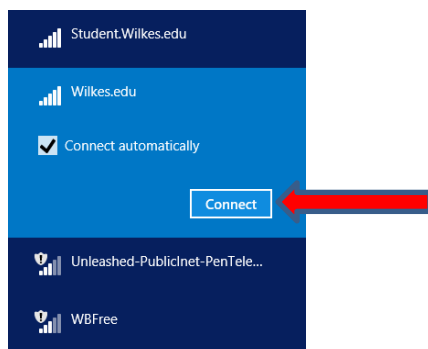 Student.Wilkes.edu
Wilkes.edu
Connect automatically
Connect
Unleashed-PublicInet-PenTele...
WBFree